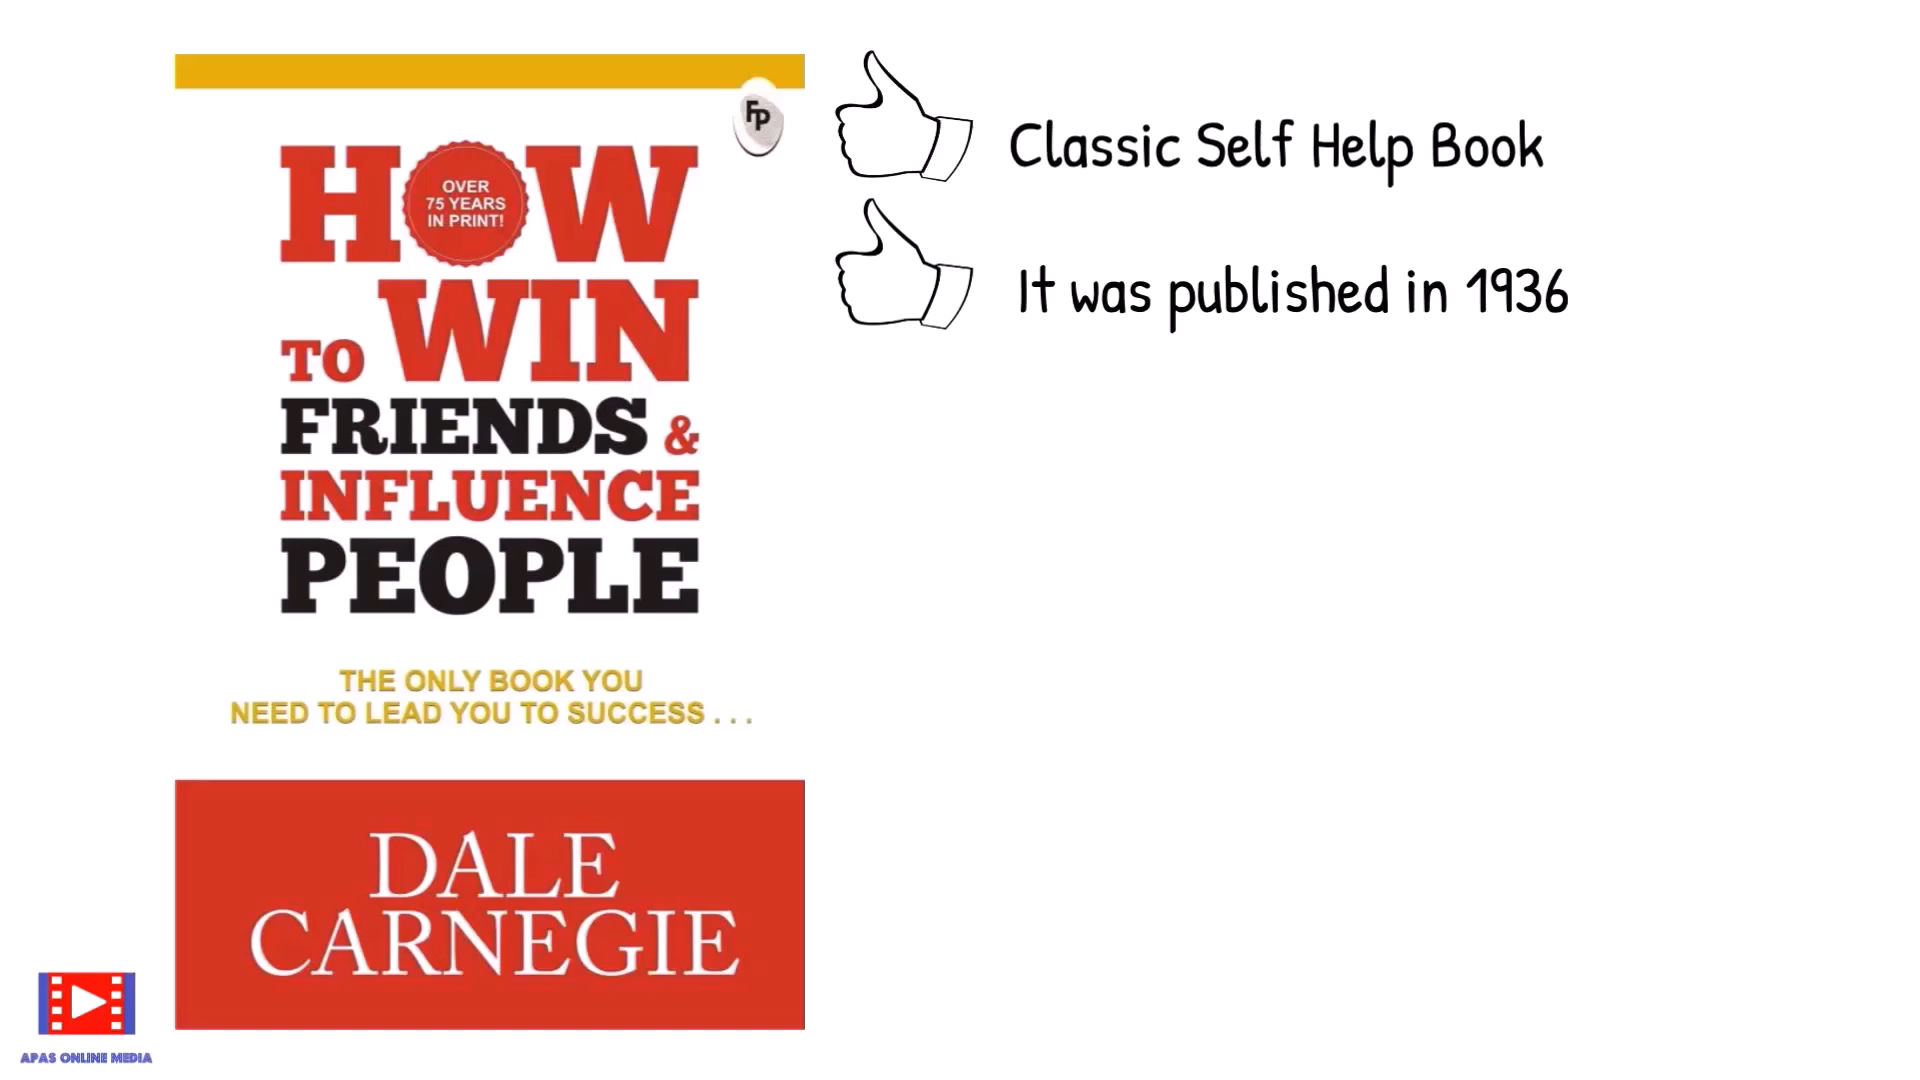 FP
HOW
OVER
75 YEARS
IN PRINT!
TO WIN
FRIENDS &
INFLUENCE
PEOPLE
THE ONLY BOOK YOU
NEED TO LEAD YOU TO SUCCESS . . .
DALE
CARNEGIE
Classic Self Help Book
It was published in 1936
APAS ONLINE MEDIA